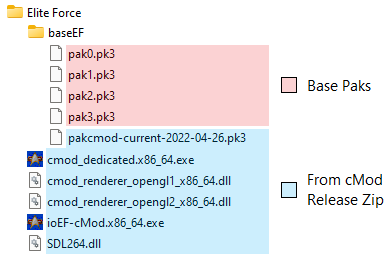 Elite Force
baseEF
pak0.pk3
pak1.pk3
pak2.pk3
pak3.pk3
pakcmod-current-2022-04-26.pk3
cmod_dedicated.x86_64.exe
cmod_renderer_opengl1_x86_64.dll
cmod_renderer_opengl2_x86_64.dll
ioEF-cMod.x86_64.exe
SDL264.dll
Base Paks
From cMod
Release Zip